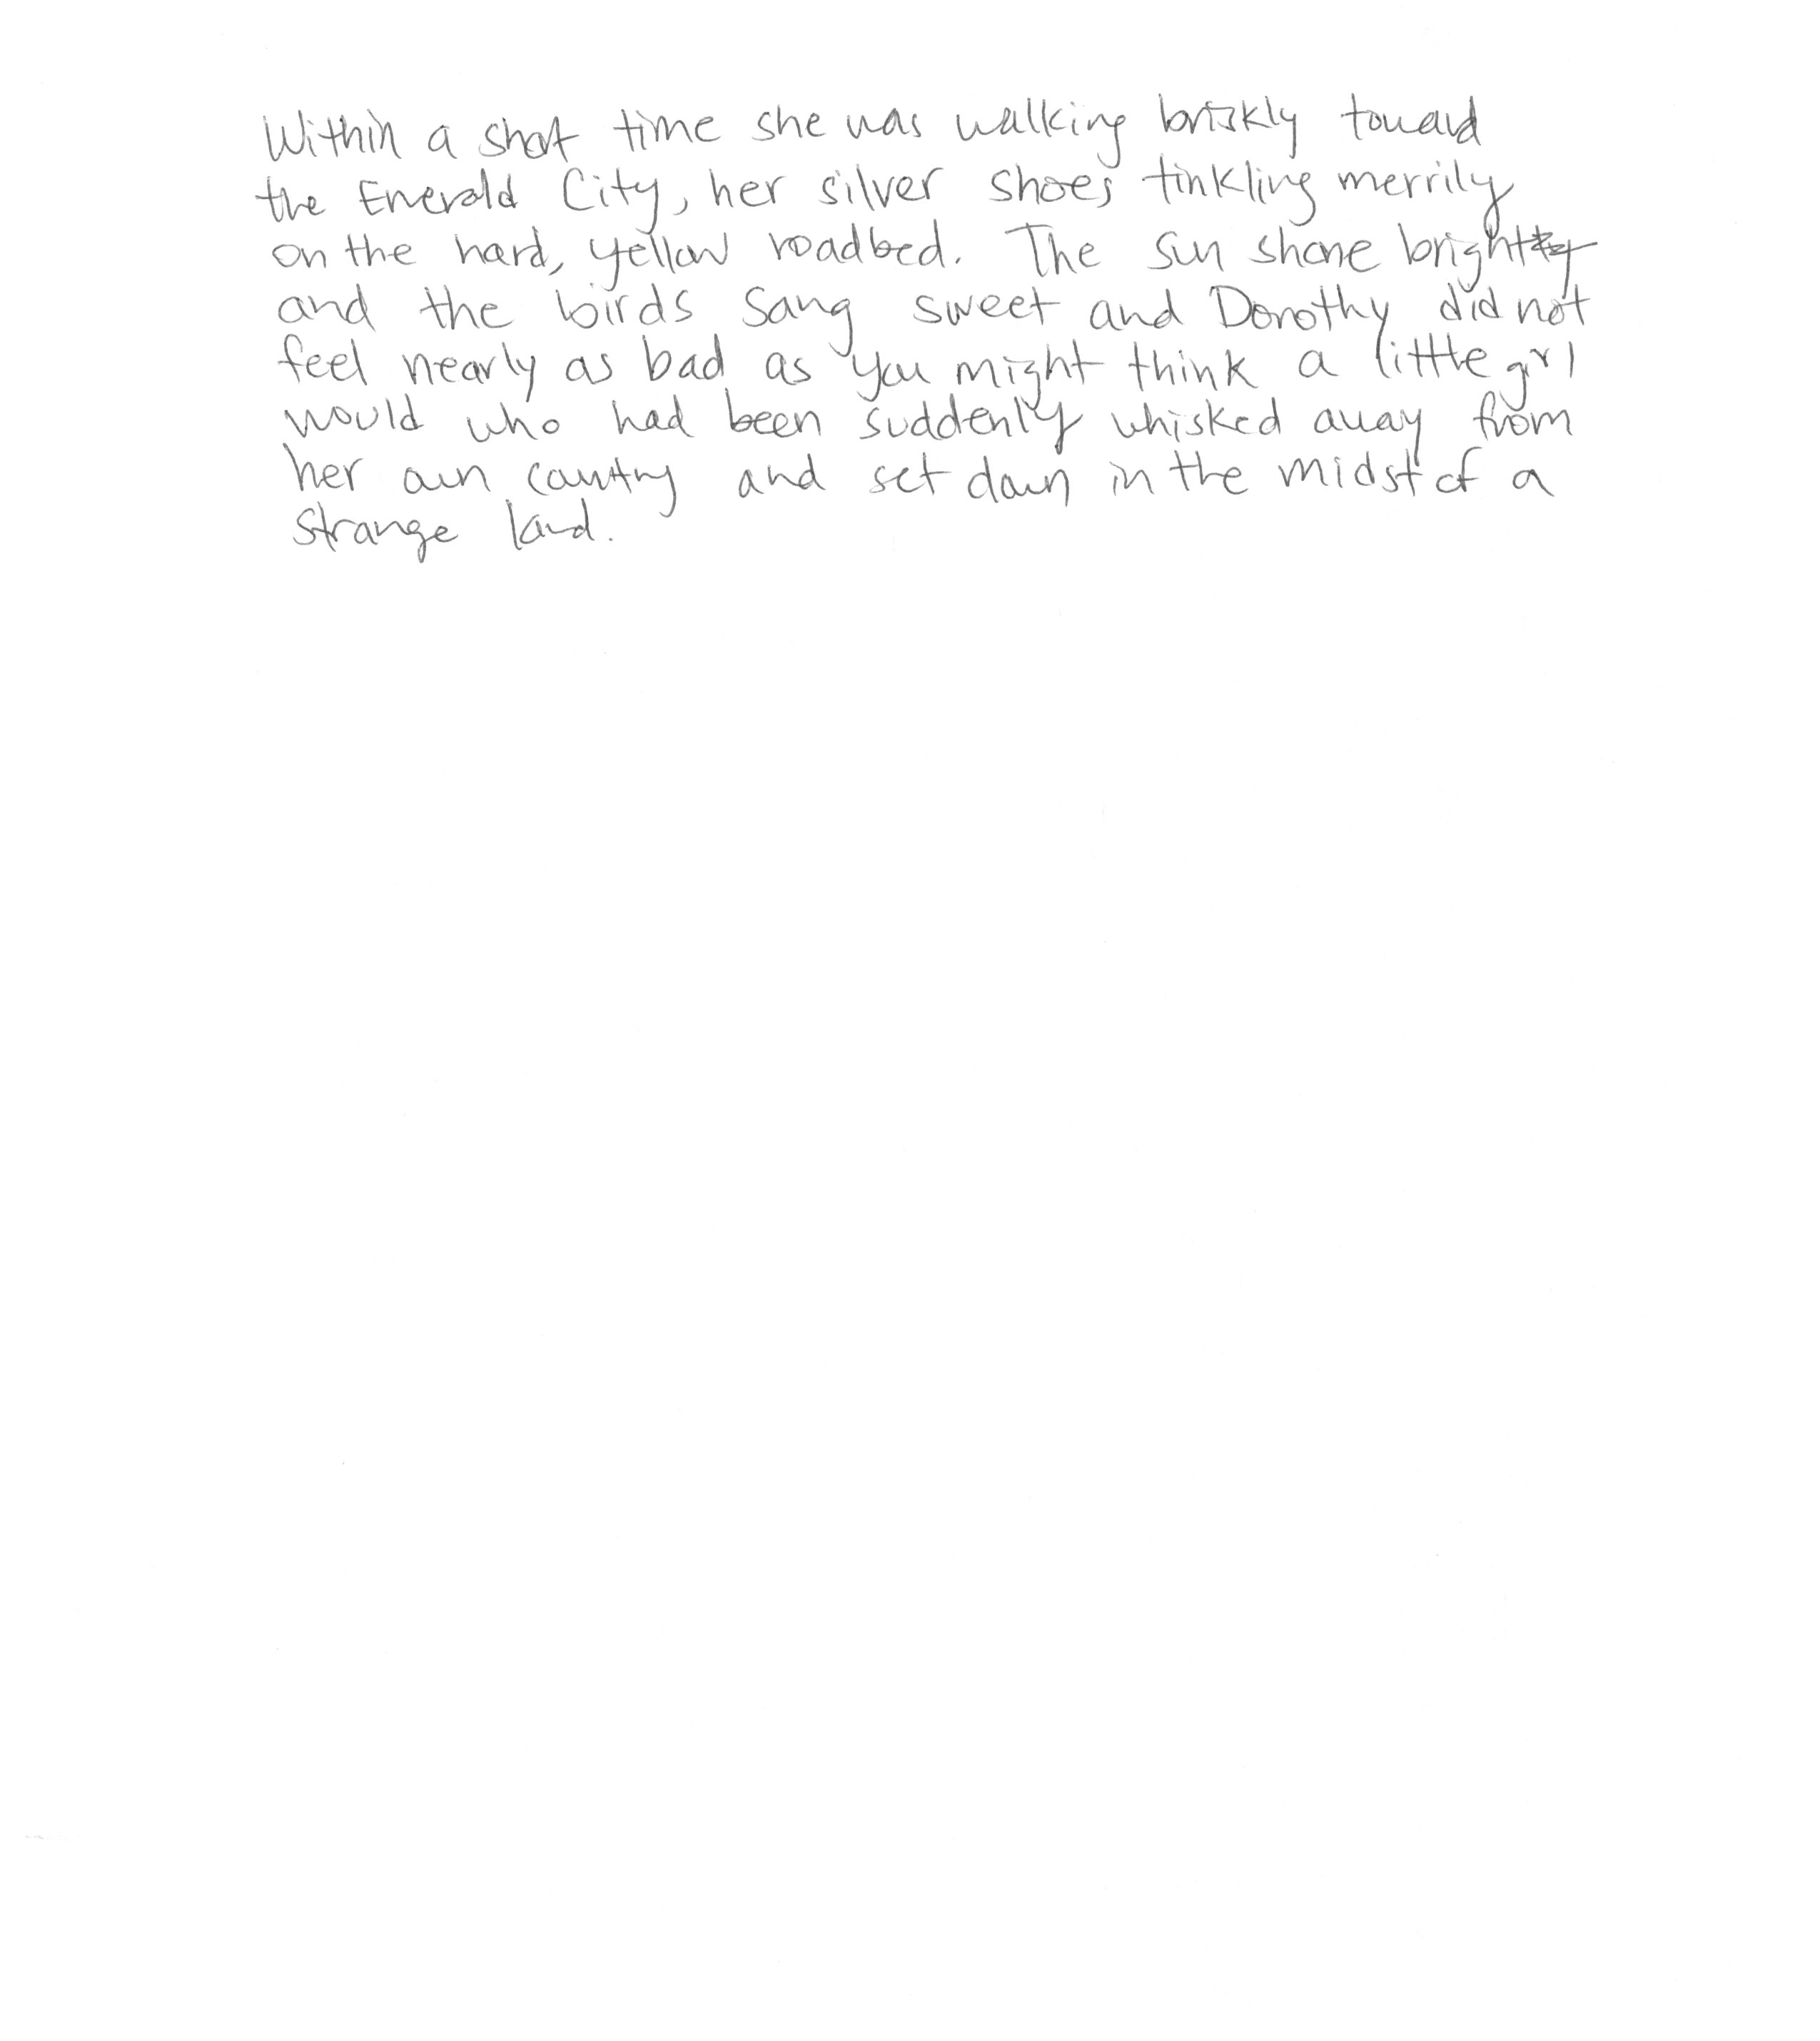 Within a short time she was walking briskly toward
the Emerald City, her silver shoes tinkling merrily
on the hard, yellow roadbed. The sun shone bright
and the birds sang sweet and Dorothy did not
feel nearly as bad as you might think a little girl
would who had been suddenly whisked away from
her own country and set down in the midst of a
strange land.